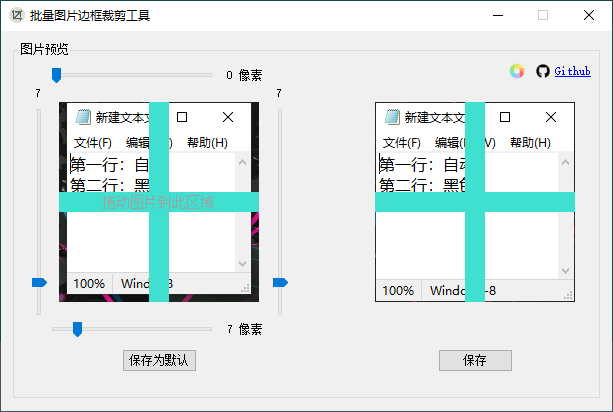 批量图片边框裁剪工具
图片预览
0 像素
Github
7
7
新建文本文
文件(F) 编辑( 帮助(H)
第一行：自
第二行：黑
拖动图片到此区域
100% Windo 3
新建文本文
文件(F) 编辑( V) 帮助(H)
第一行：自
第二行：黑
100% Windo -8
7 像素
保存为默认
保存